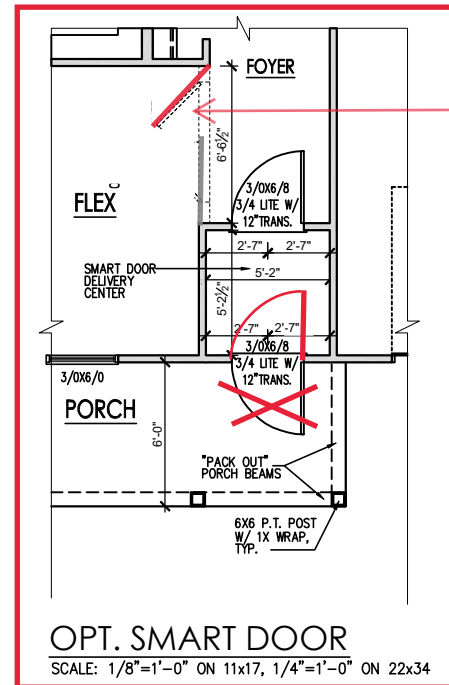 FOYER
6'-6½"
3/0X6/8
3/4 LITE W/
12"TRANS.
FLEX
C
2'-7" 2'-7"
SMART DOOR
DELIVERY
CENTER
5'-2"
5'-2½"
2'-7" 2'-7"
3/0X6/8
3/4 LITE W/
12"TRANS.
3/0X6/0
PORCH
6'-0"
"PACK OUT"
PORCH BEAMS
6X6 P.T. POST
W/ 1X WRAP,
TYP.
OPT. SMART DOOR
SCALE: 1/8"=1'-0" ON 11x17, 1/4"=1'-0" ON 22x34